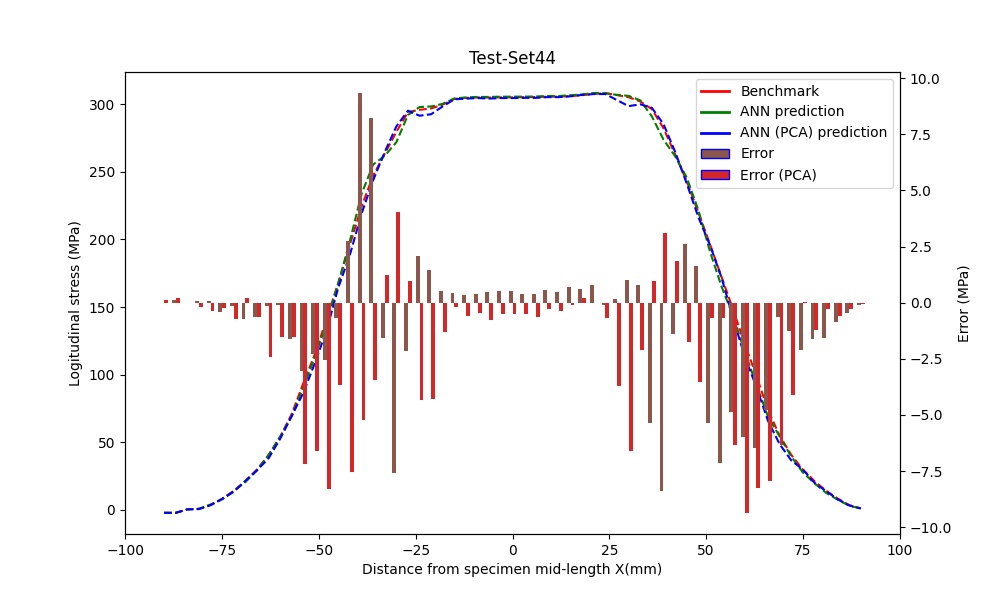 Test-Set44
Logitudinal stress (MPa)
300
250
200
150
100
50
0
Benchmark
ANN prediction
ANN (PCA) prediction
Error
Error (PCA)
10.0
7.5
5.0
2.5
0.0
−2.5
−5.0
−7.5
−10.0
Error (MPa)
−100 −75 −50 −25 0 25 50 75 100
Distance from specimen mid-length X(mm)